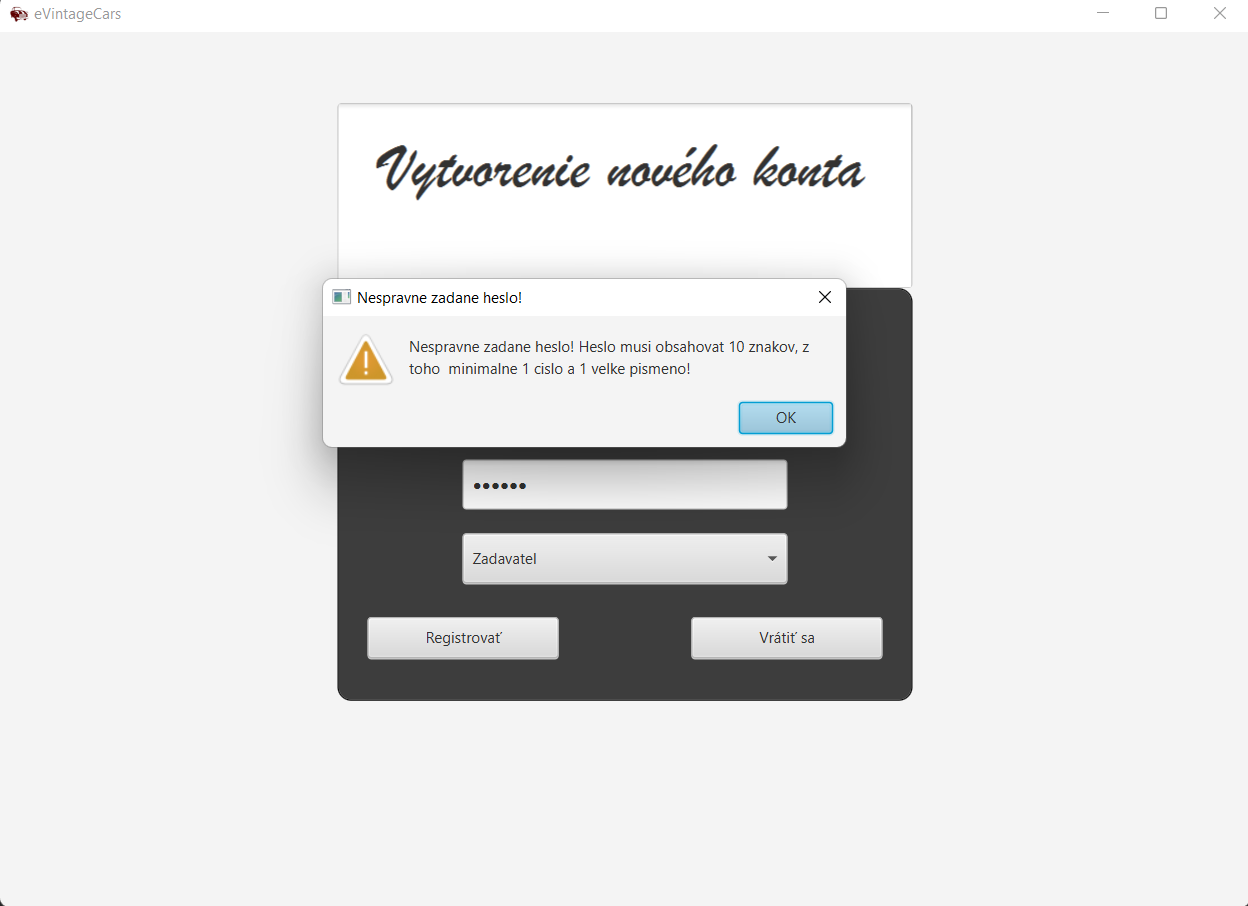 eVintageCars
Vytvorenie nového konta
Nespravne zadane heslo!
Nespravne zadane heslo! Heslo musi obsahovat 10 znakov, z
toho  minimalne 1 cislo a 1 velke pismeno!
OK
••••••
Zadavatel
Registrovať
Vrátiť sa